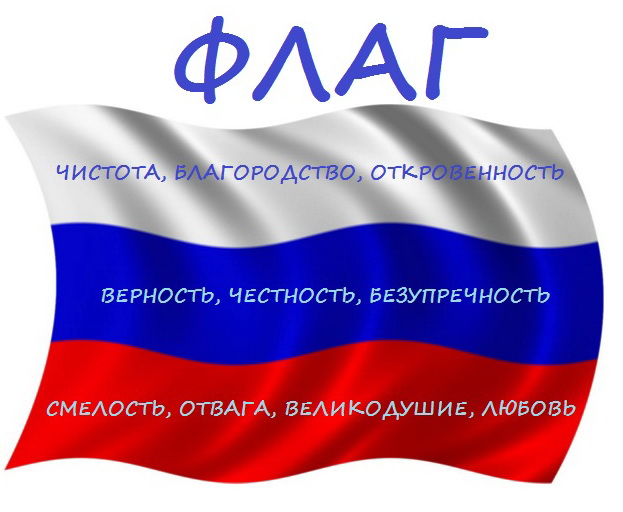 ФЛАГ
ЧИСТОТА, БЛАГОРОДСТВО, ОТКРОВЕННОСТЬ
ВЕРНОСТЬ, ЧЕСТНОСТЬ, БЕЗУПРЕЧНОСТЬ
СМЕЛОСТЬ, ОТВАГА, ВЕЛИКОДУШИЕ, ЛЮБОВЬ